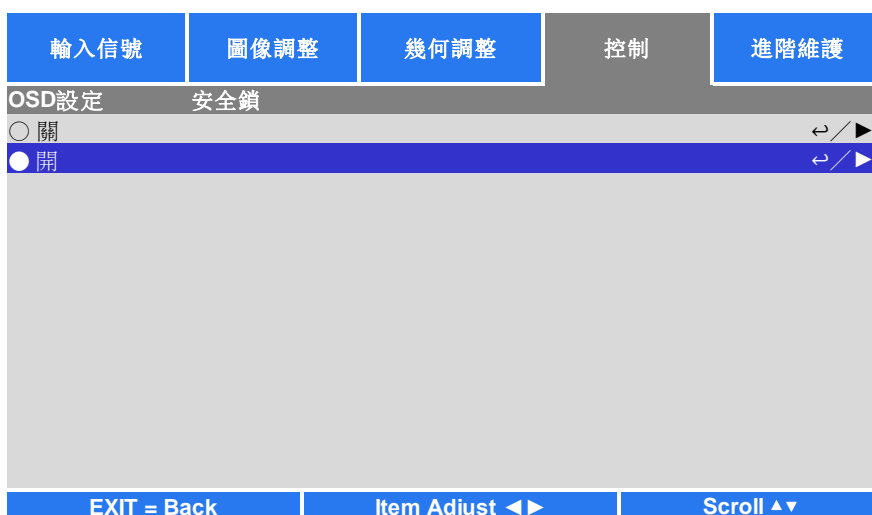 輸入信號 圖像調整 幾何調整 控制 進階維護
OSD設定 安全鎖
○ 關 ↩／▶
● 開 ↩／▶
EXIT = Back Item Adjust ◀▶ Scroll ▲▼